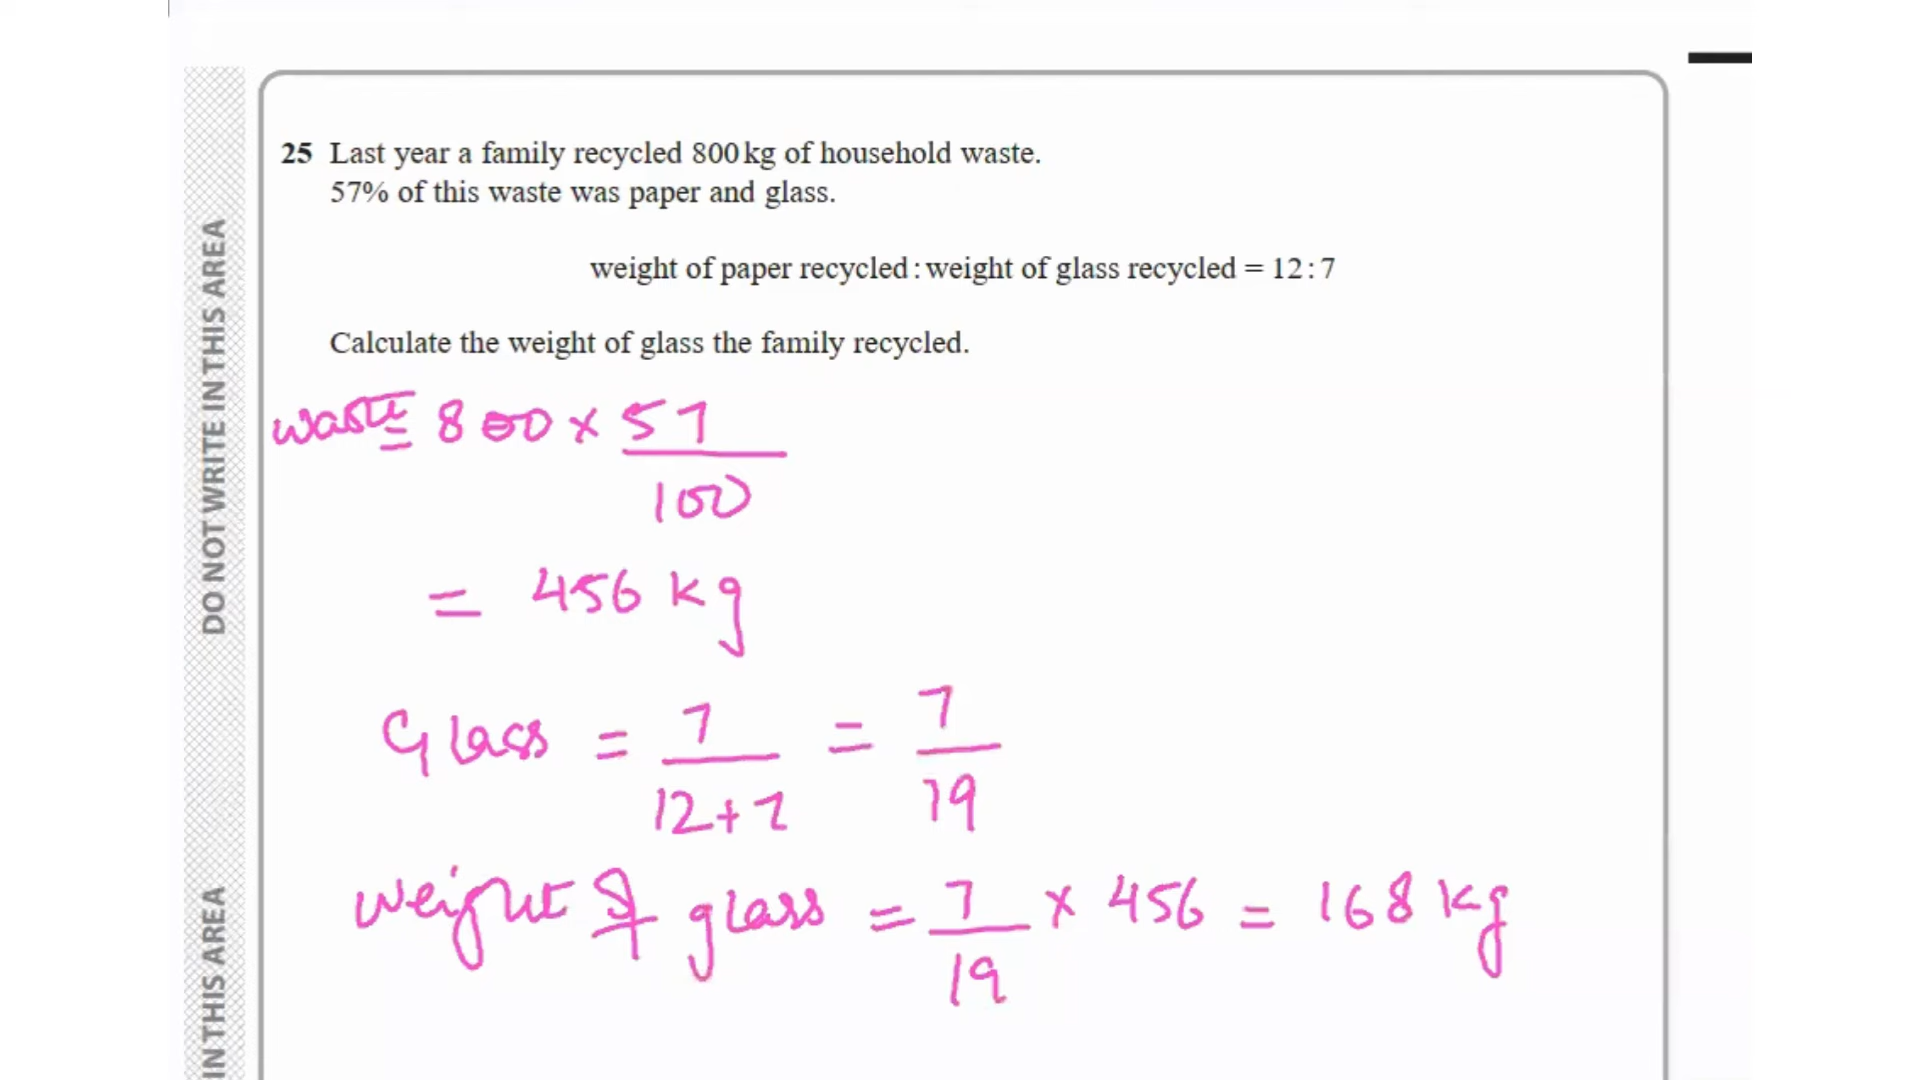 25 Last year a family recycled 800 kg of household waste.
57% of this waste was paper and glass.
weight of paper recycled : weight of glass recycled = 12 : 7
Calculate the weight of glass the family recycled.
waste = 800 × 57
100
= 456 kg
Glass = 7 = 7
12+7 19
weight of glass = 7 × 456 = 168 kg
19
DO NOT WRITE IN THIS AREA
IN THIS AREA